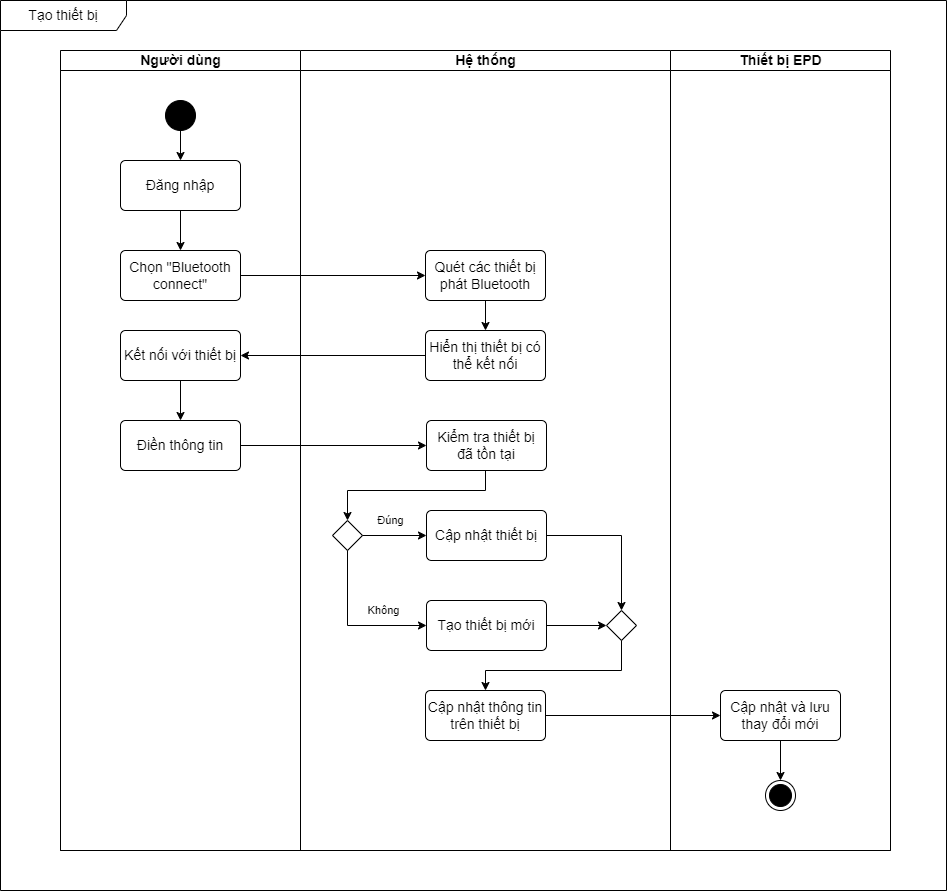 Tạo thiết bị
Người dùng
Hệ thống
Thiết bị EPD
Đăng nhập
Chọn "Bluetooth
connect"
Quét các thiết bị
phát Bluetooth
Kết nối với thiết bị
Hiển thị thiết bị có
thể kết nối
Điền thông tin
Kiểm tra thiết bị
đã tồn tại
Đúng
Cập nhật thiết bị
Không
Tạo thiết bị mới
Cập nhật thông tin
trên thiết bị
Cập nhật và lưu
thay đổi mới